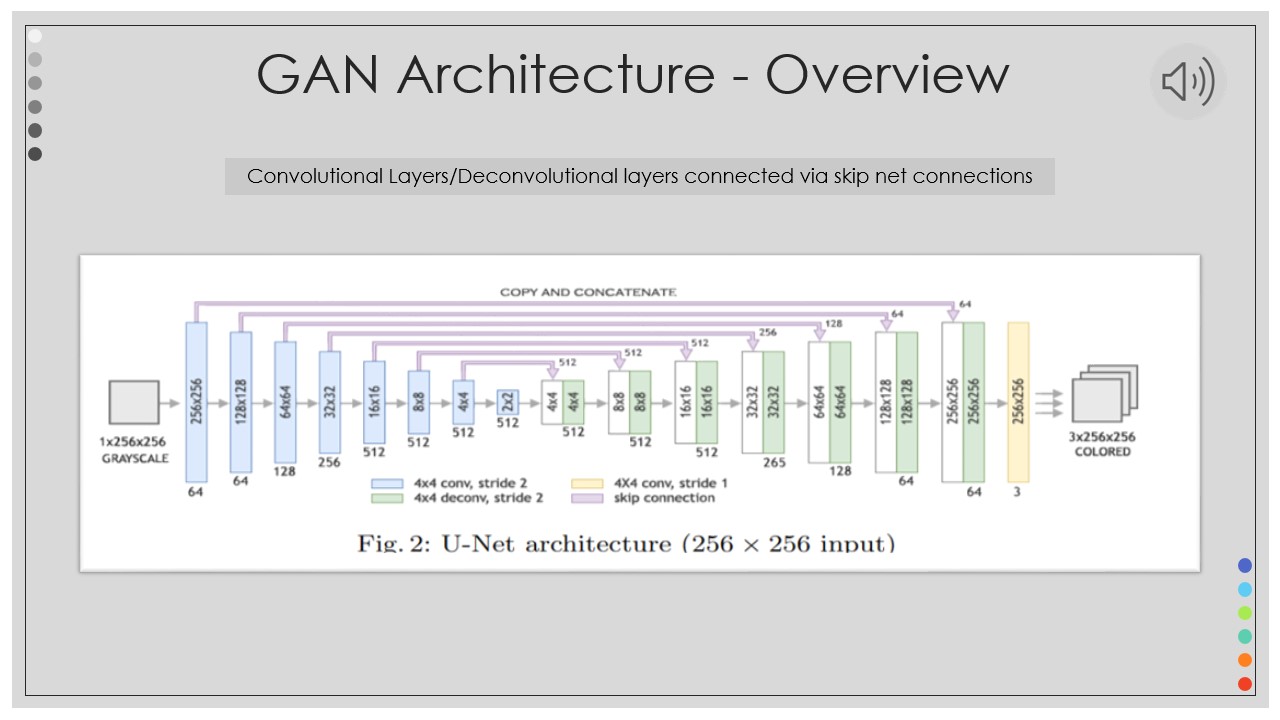 GAN Architecture - Overview
Convolutional Layers/Deconvolutional layers connected via skip net connections
COPY AND CONCATENATE
64
64
128
256
512
512
512
256x256
128x128
64x64
32x32
16x16
8x8
4x4
2x2
4x4
4x4
8x8
8x8
16x16
16x16
32x32
32x32
64x64
64x64
128x128
128x128
256x256
256x256
256x256
1x256x256
GRAYSCALE
64
64
128
256
512
512
512
512
512
512
512
265
128
64
64
3
3x256x256
COLORED
4x4 conv, stride 2
4X4 conv, stride 1
4x4 deconv, stride 2
skip connection
Fig. 2: U-Net architecture (256 × 256 input)